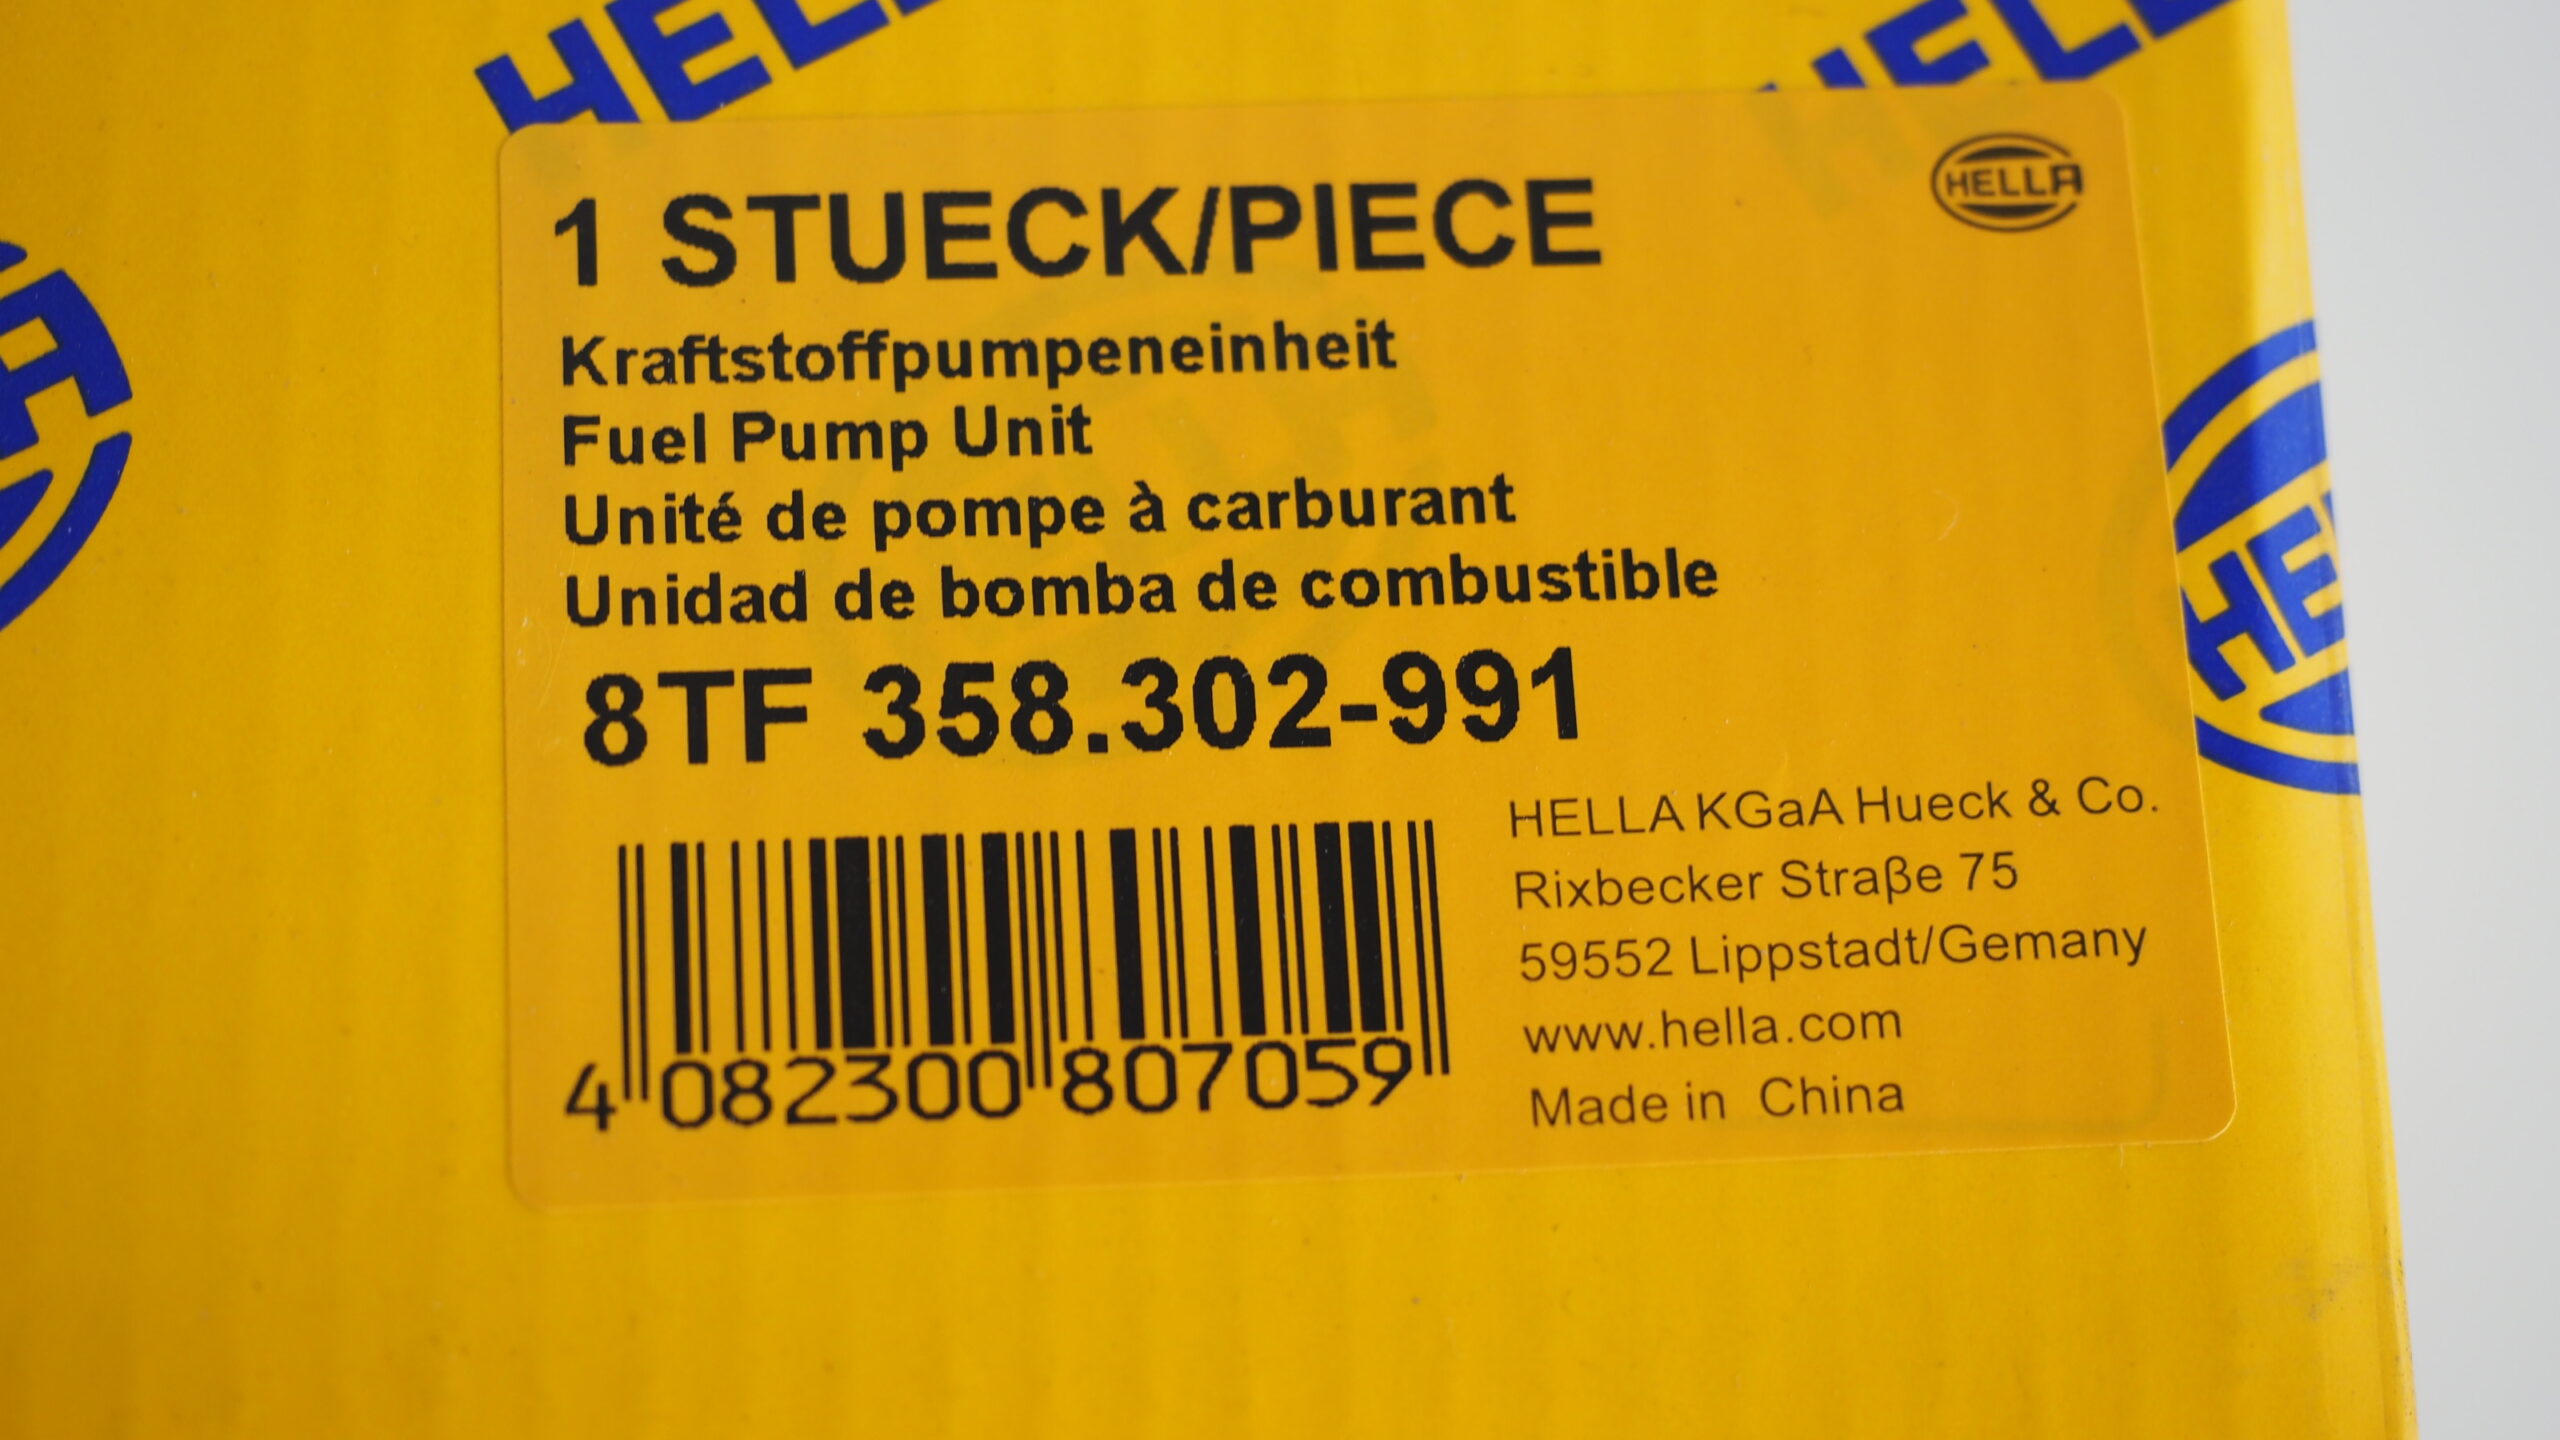 HELLA
1 STUECK/PIECE
Kraftstoffpumpeneinheit
Fuel Pump Unit
Unité de pompe à carburant
Unidad de bomba de combustible
8TF 358.302-991
4 082300 807059
HELLA KGaA Hueck & Co.
Rixbecker Straße 75
59552 Lippstadt/Gemany
www.hella.com
Made in China